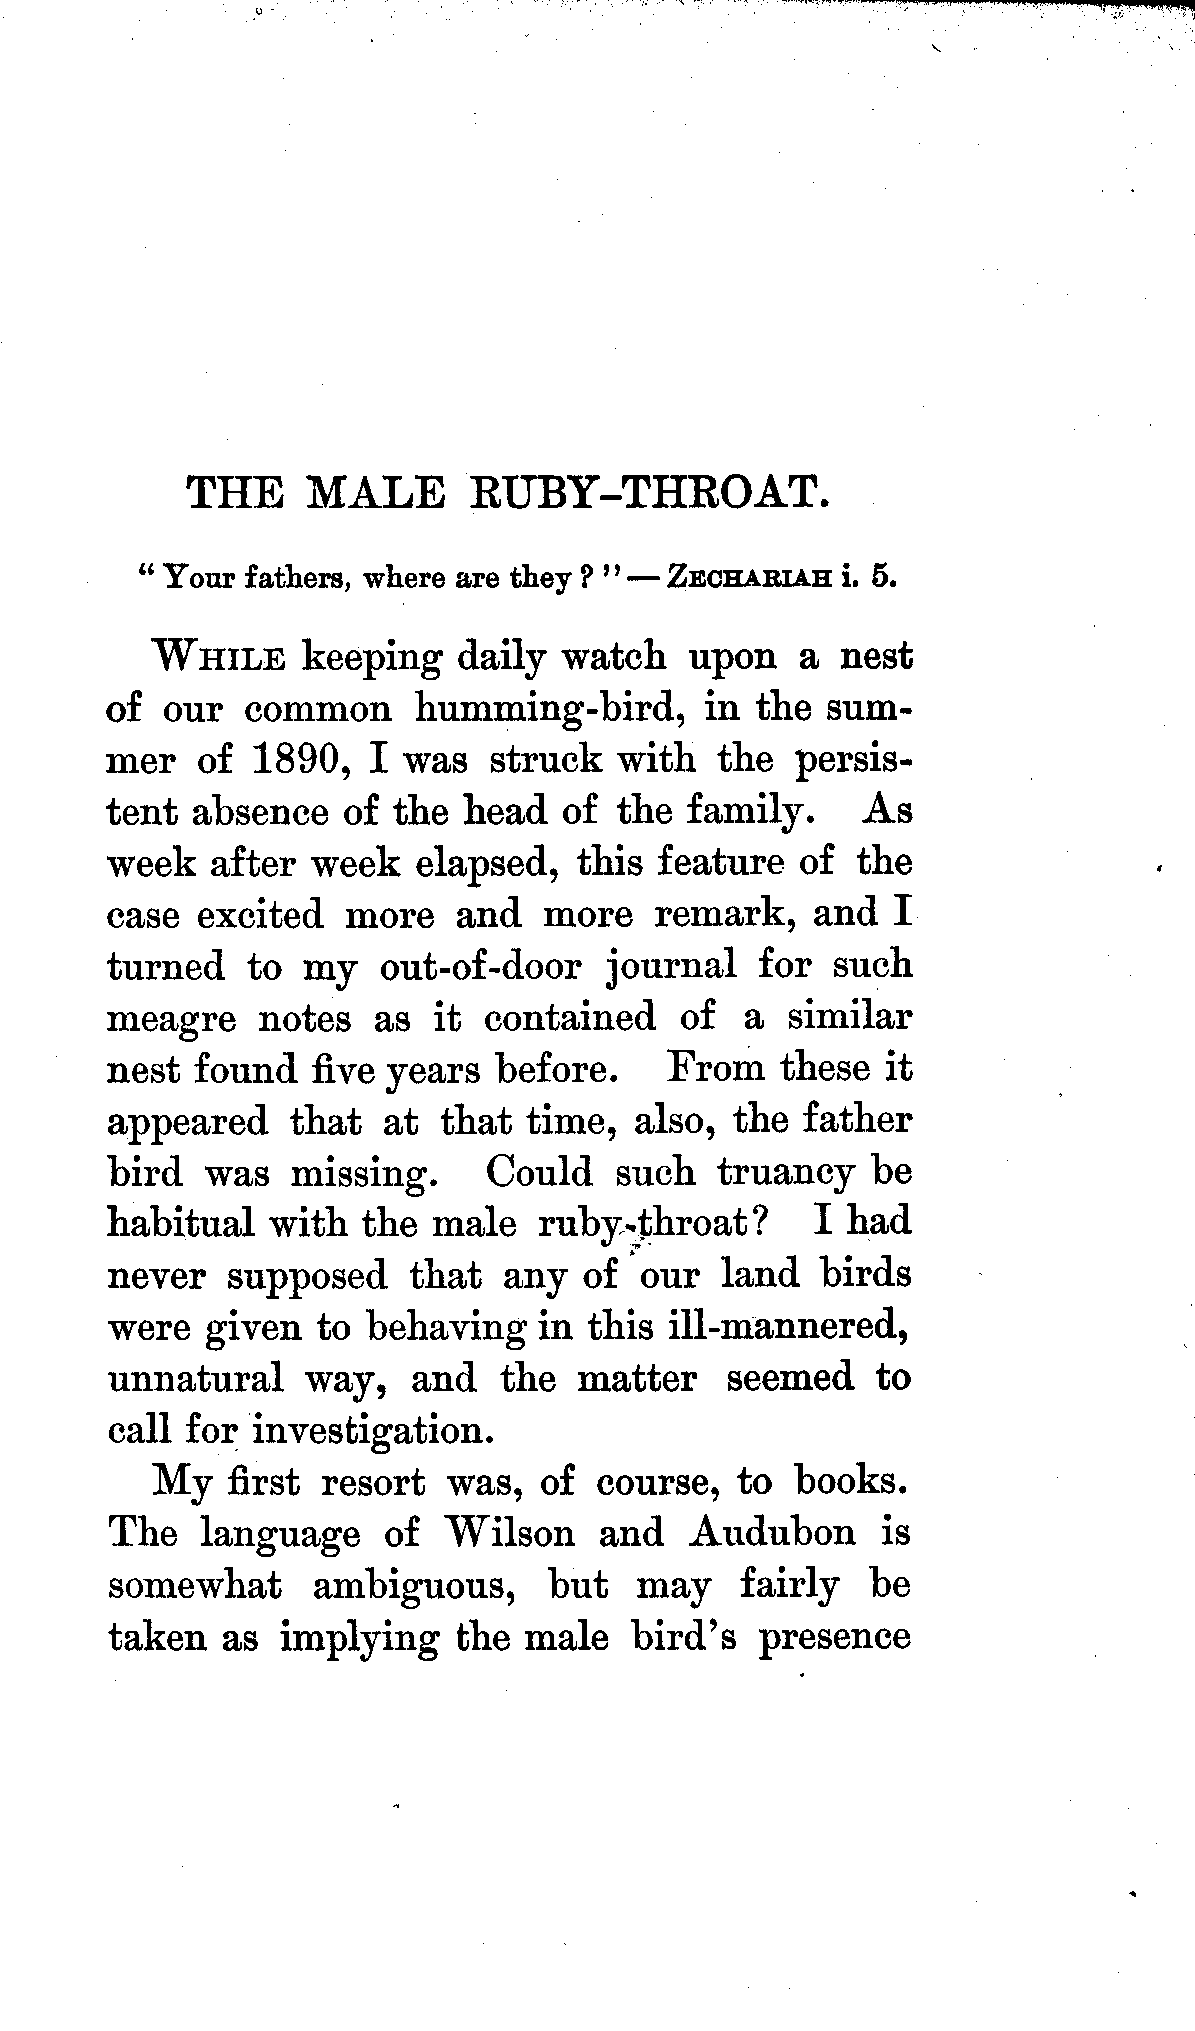 THE MALE RUBY-THROAT.
“Your fathers, where are they?”—ZECHARIAH i. 5.
WHILE keeping daily watch upon a nest
of our common humming-bird, in the sum-
mer of 1890, I was struck with the persis-
tent absence of the head of the family. As
week after week elapsed, this feature of the
case excited more and more remark, and I
turned to my out-of-door journal for such
meagre notes as it contained of a similar
nest found five years before. From these it
appeared that at that time, also, the father
bird was missing. Could such truancy be
habitual with the male ruby-throat? I had
never supposed that any of our land birds
were given to behaving in this ill-mannered,
unnatural way, and the matter seemed to
call for investigation.
My first resort was, of course, to books.
The language of Wilson and Audubon is
somewhat ambiguous, but may fairly be
taken as implying the male bird’s presence